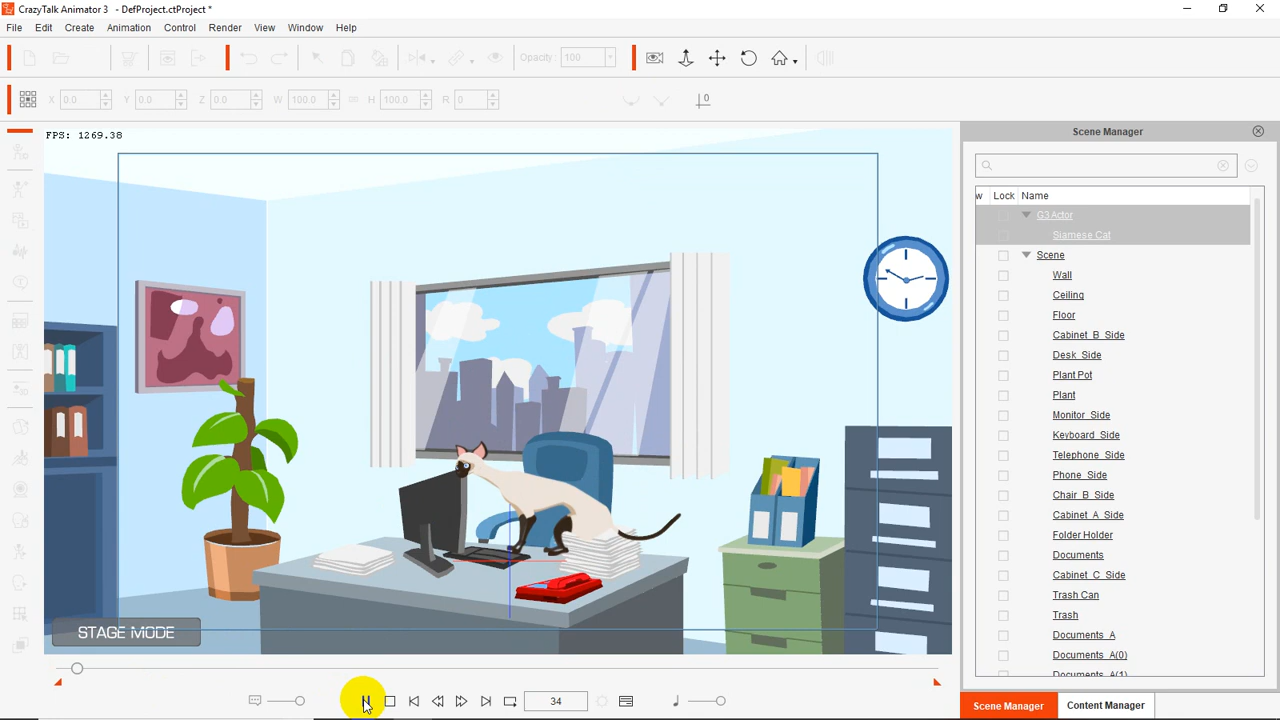 CrazyTalk Animator 3 - DefProject.ctProject *
File Edit Create Animation Control Render View Window Help
Opacity : 100
X 0.0 Y 0.0 Z 0.0 W 100.0 H 100.0 R 0
0
FPS: 1269.38
Scene Manager
w Lock Name
G3 Actor
Siamese Cat
Scene
Wall
Ceiling
Floor
Cabinet_B_Side
Desk_Side
Plant Pot
Plant
Monitor_Side
Keyboard_Side
Telephone_Side
Phone_Side
Chair_B_Side
Cabinet_A_Side
Folder Holder
Documents
Cabinet_C_Side
Trash Can
Trash
Documents_A
Documents_A(0)
Documents_A(1)
STAGE MODE
34
Scene Manager Content Manager